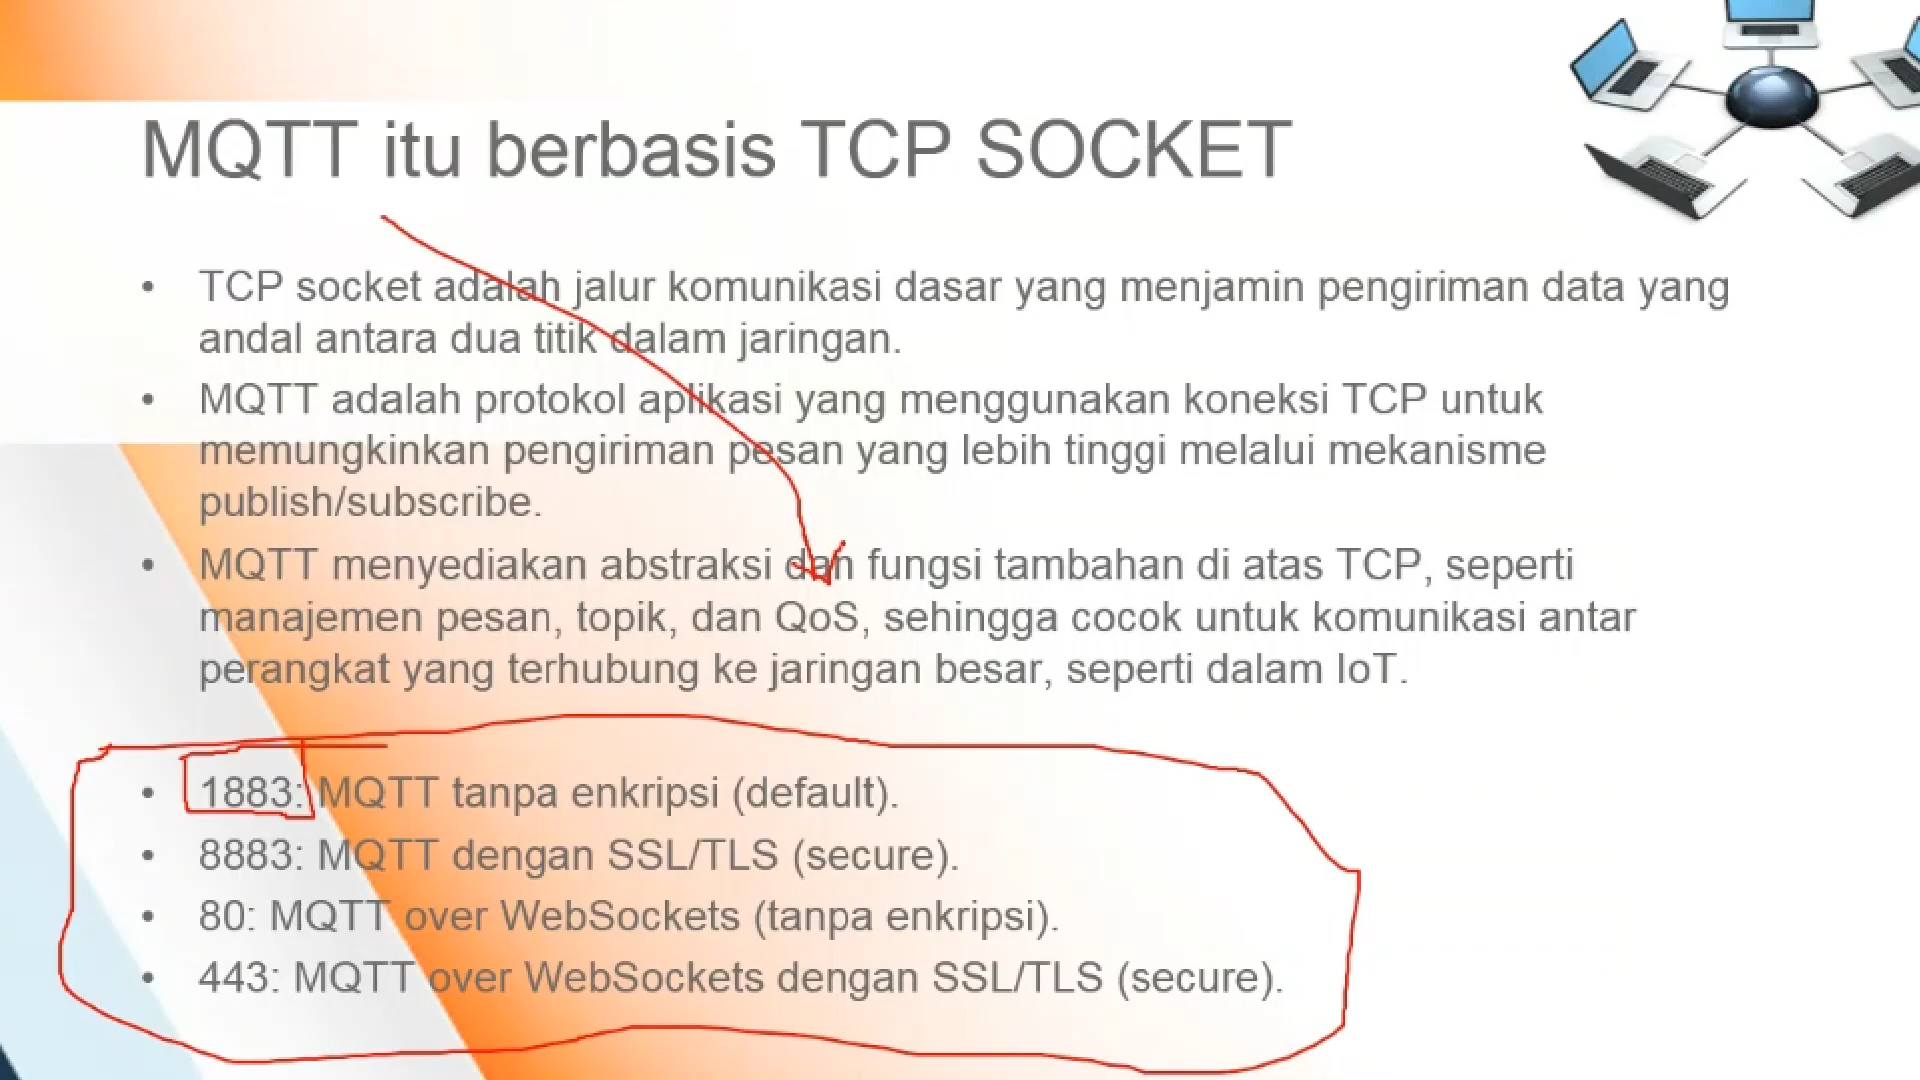 MQTT itu berbasis TCP SOCKET
• TCP socket adalah jalur komunikasi dasar yang menjamin pengiriman data yang
andal antara dua titik dalam jaringan.
• MQTT adalah protokol aplikasi yang menggunakan koneksi TCP untuk
memungkinkan pengiriman pesan yang lebih tinggi melalui mekanisme
publish/subscribe.
• MQTT menyediakan abstraksi dan fungsi tambahan di atas TCP, seperti
manajemen pesan, topik, dan QoS, sehingga cocok untuk komunikasi antar
perangkat yang terhubung ke jaringan besar, seperti dalam IoT.
• 1883: MQTT tanpa enkripsi (default).
• 8883: MQTT dengan SSL/TLS (secure).
• 80: MQTT over WebSockets (tanpa enkripsi).
• 443: MQTT over WebSockets dengan SSL/TLS (secure).